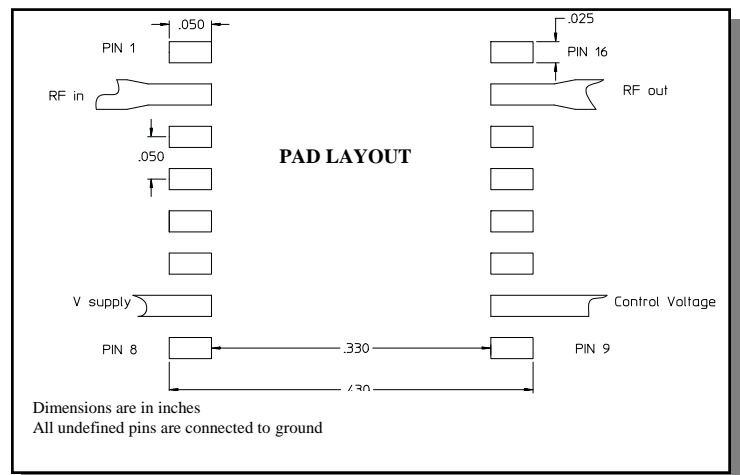 .050
.025
PIN 1
PIN 16
RF in
RF out
.050
PAD LAYOUT
V supply
Control Voltage
PIN 8
.330
PIN 9
.430
Dimensions are in inches
All undefined pins are connected to ground